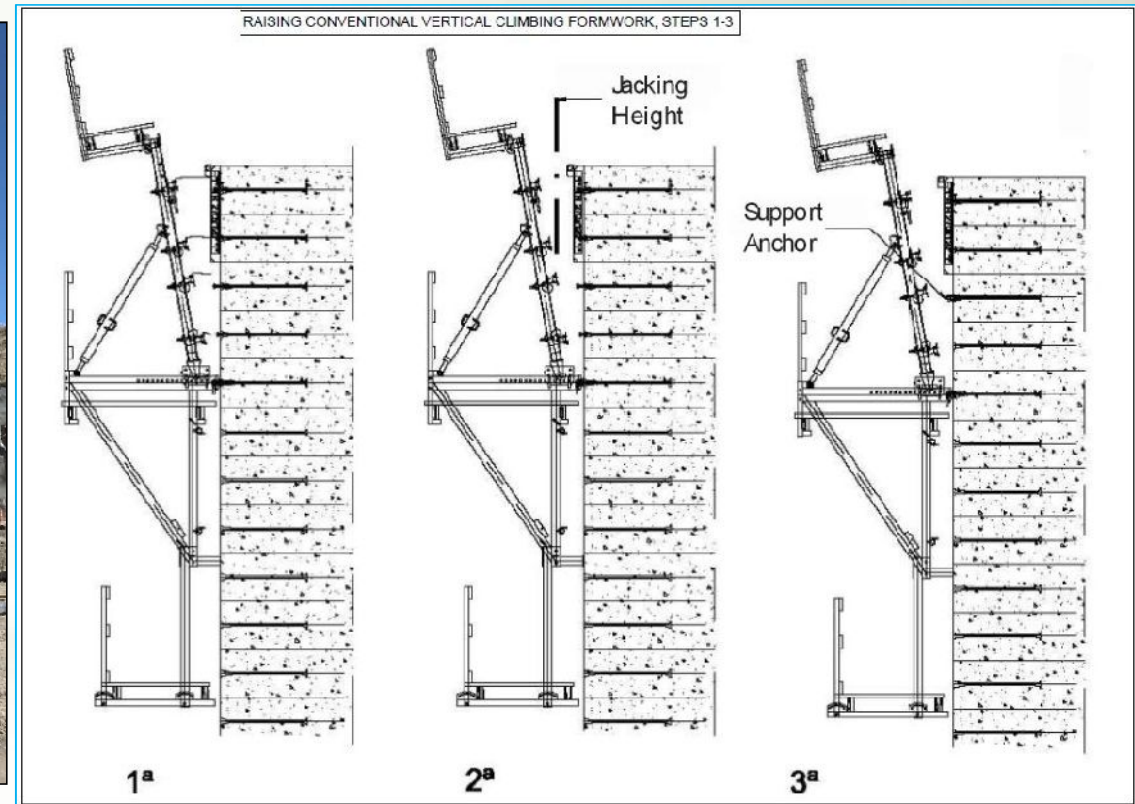 RAISING CONVENTIONAL VERTICAL CLIMBING FORMWORK, STEPS 1-3
Jacking
Height
Support
Anchor
1ª
2ª
3ª